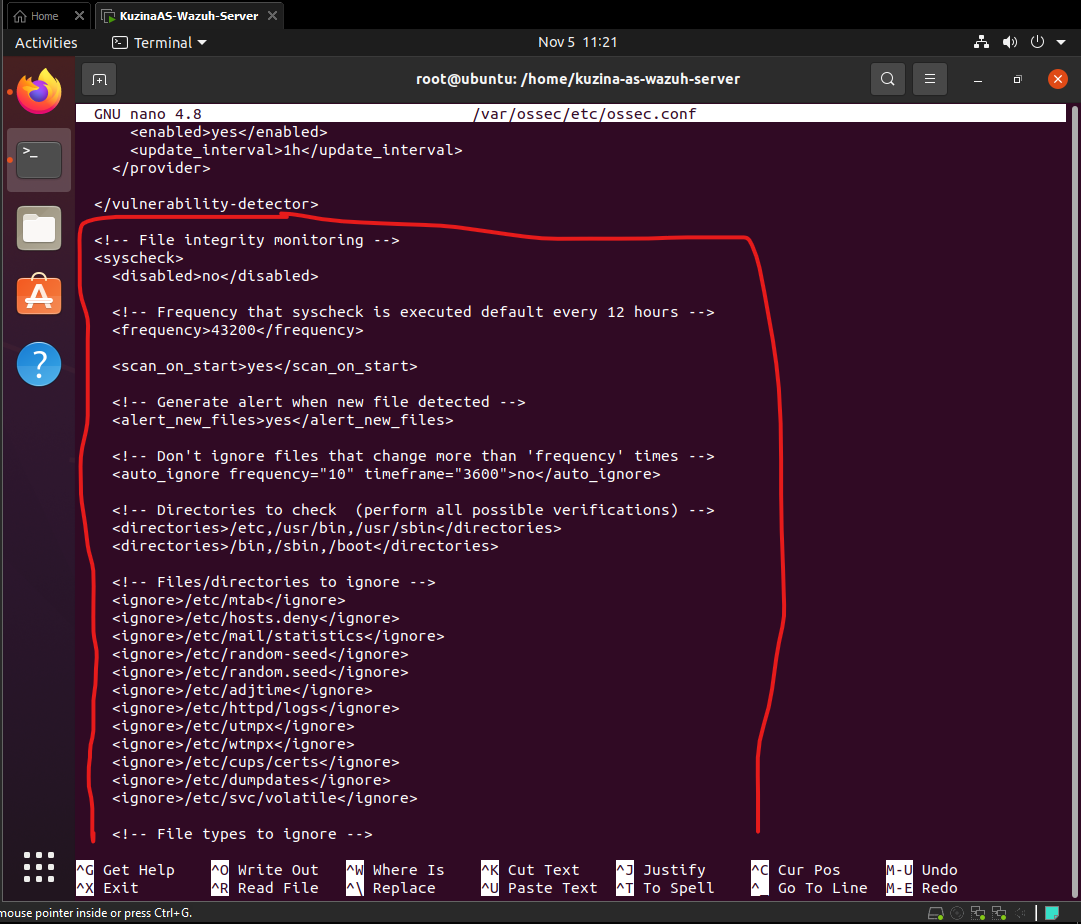 Home
KuzinaAS-Wazuh-Server
Activities
Terminal
Nov 5 11:21
root@ubuntu: /home/kuzina-as-wazuh-server
GNU nano 4.8 /var/ossec/etc/ossec.conf
<enabled>yes</enabled>
<update_interval>1h</update_interval>
</provider>
</vulnerability-detector>
<!-- File integrity monitoring -->
<syscheck>
<disabled>no</disabled>
<!-- Frequency that syscheck is executed default every 12 hours -->
<frequency>43200</frequency>
<scan_on_start>yes</scan_on_start>
<!-- Generate alert when new file detected -->
<alert_new_files>yes</alert_new_files>
<!-- Don't ignore files that change more than 'frequency' times -->
<auto_ignore frequency="10" timeframe="3600">no</auto_ignore>
<!-- Directories to check  (perform all possible verifications) -->
<directories>/etc,/usr/bin,/usr/sbin</directories>
<directories>/bin,/sbin,/boot</directories>
<!-- Files/directories to ignore -->
<ignore>/etc/mtab</ignore>
<ignore>/etc/hosts.deny</ignore>
<ignore>/etc/mail/statistics</ignore>
<ignore>/etc/random-seed</ignore>
<ignore>/etc/random.seed</ignore>
<ignore>/etc/adjtime</ignore>
<ignore>/etc/httpd/logs</ignore>
<ignore>/etc/utmpx</ignore>
<ignore>/etc/wtmpx</ignore>
<ignore>/etc/cups/certs</ignore>
<ignore>/etc/dumpdates</ignore>
<ignore>/etc/svc/volatile</ignore>
<!-- File types to ignore -->
^G Get Help ^O Write Out ^W Where Is ^K Cut Text ^J Justify ^C Cur Pos M-U Undo
^X Exit ^R Read File ^\ Replace ^U Paste Text ^T To Spell ^_ Go To Line M-E Redo
mouse pointer inside or press Ctrl+G.